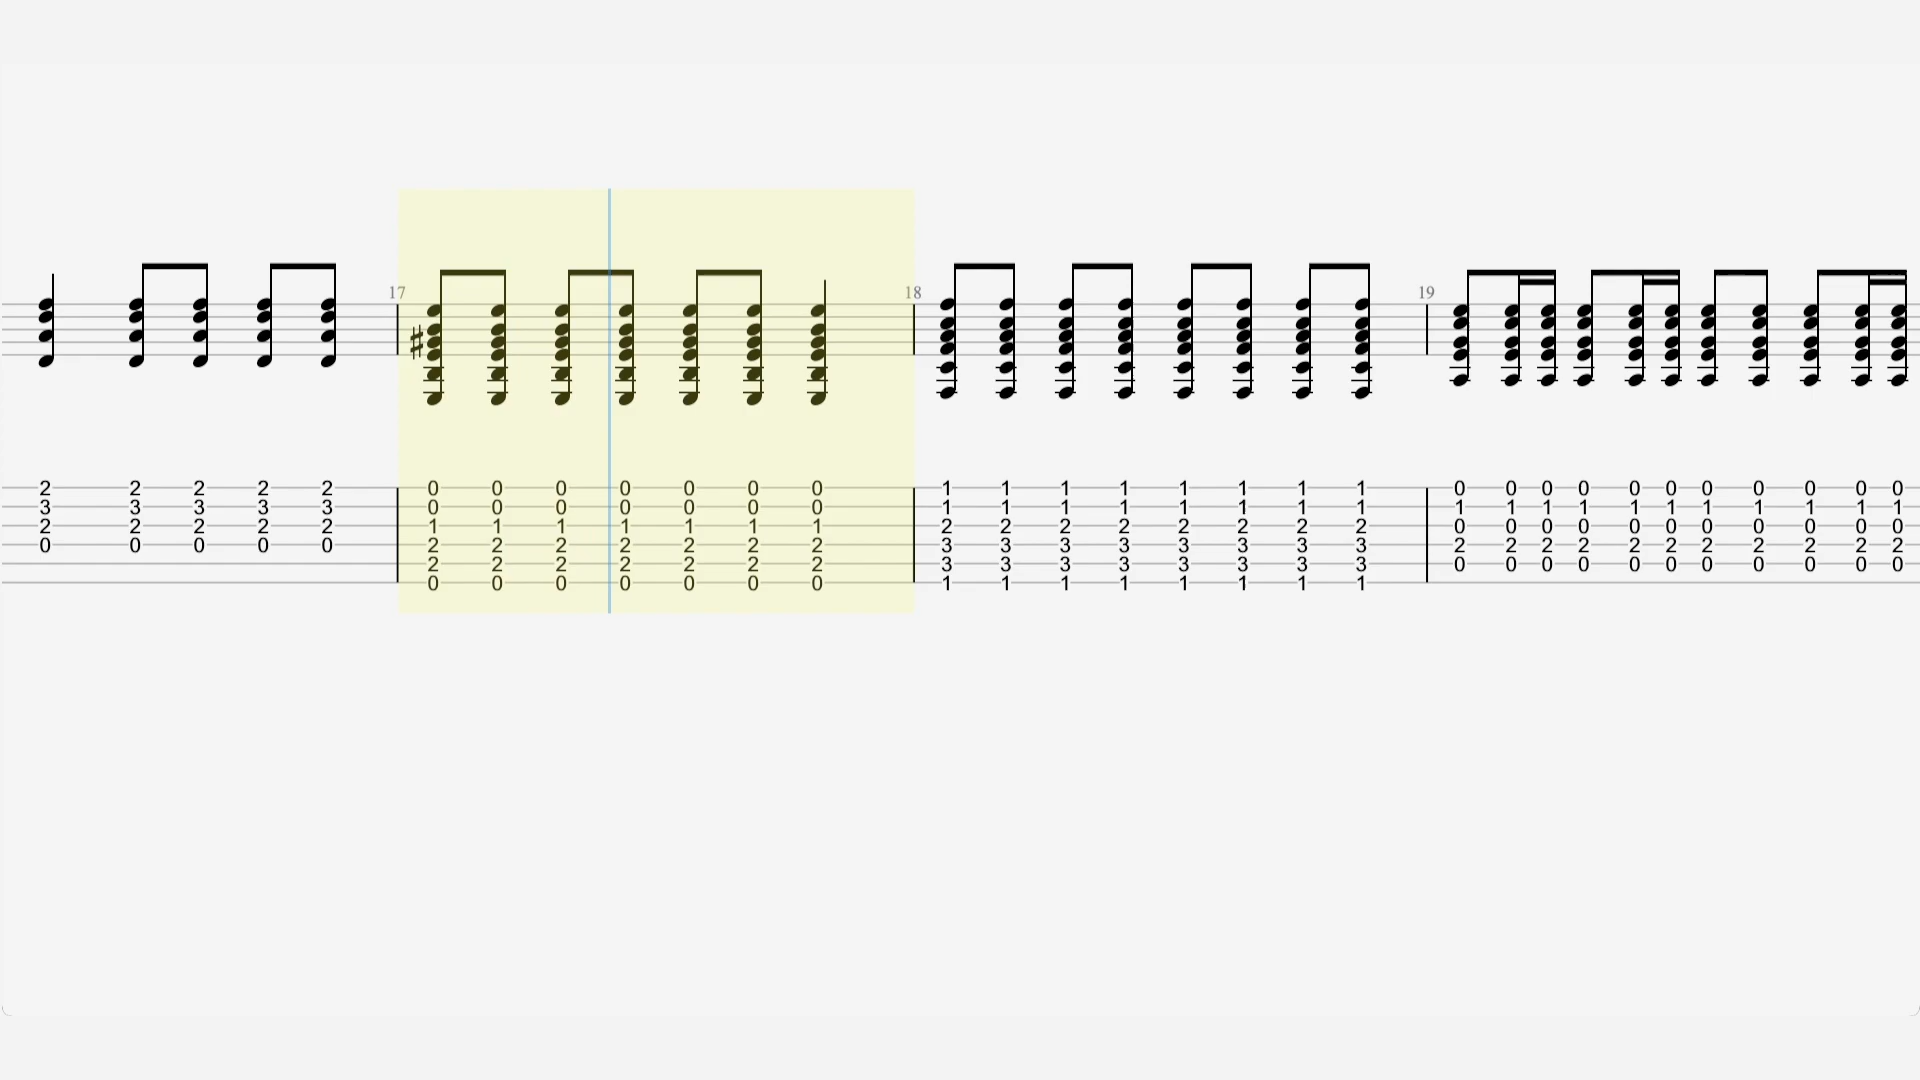 17 18 19
2 2 2 2 2 0 0 0 0 0 0 0 1 1 1 1 1 1 1 1 0 0 0 0 0 0 0 0 0 0 0
3 3 3 3 3 0 0 0 0 0 0 0 1 1 1 1 1 1 1 1 1 1 1 1 1 1 1 1 1 1 1
2 2 2 2 2 1 1 1 1 1 1 1 2 2 2 2 2 2 2 2 0 0 0 0 0 0 0 0 0 0 0
0 0 0 0 0 2 2 2 2 2 2 2 3 3 3 3 3 3 3 3 2 2 2 2 2 2 2 2 2 2 2
2 2 2 2 2 2 2 3 3 3 3 3 3 3 3 0 0 0 0 0 0 0 0 0 0 0
0 0 0 0 0 0 0 1 1 1 1 1 1 1 1